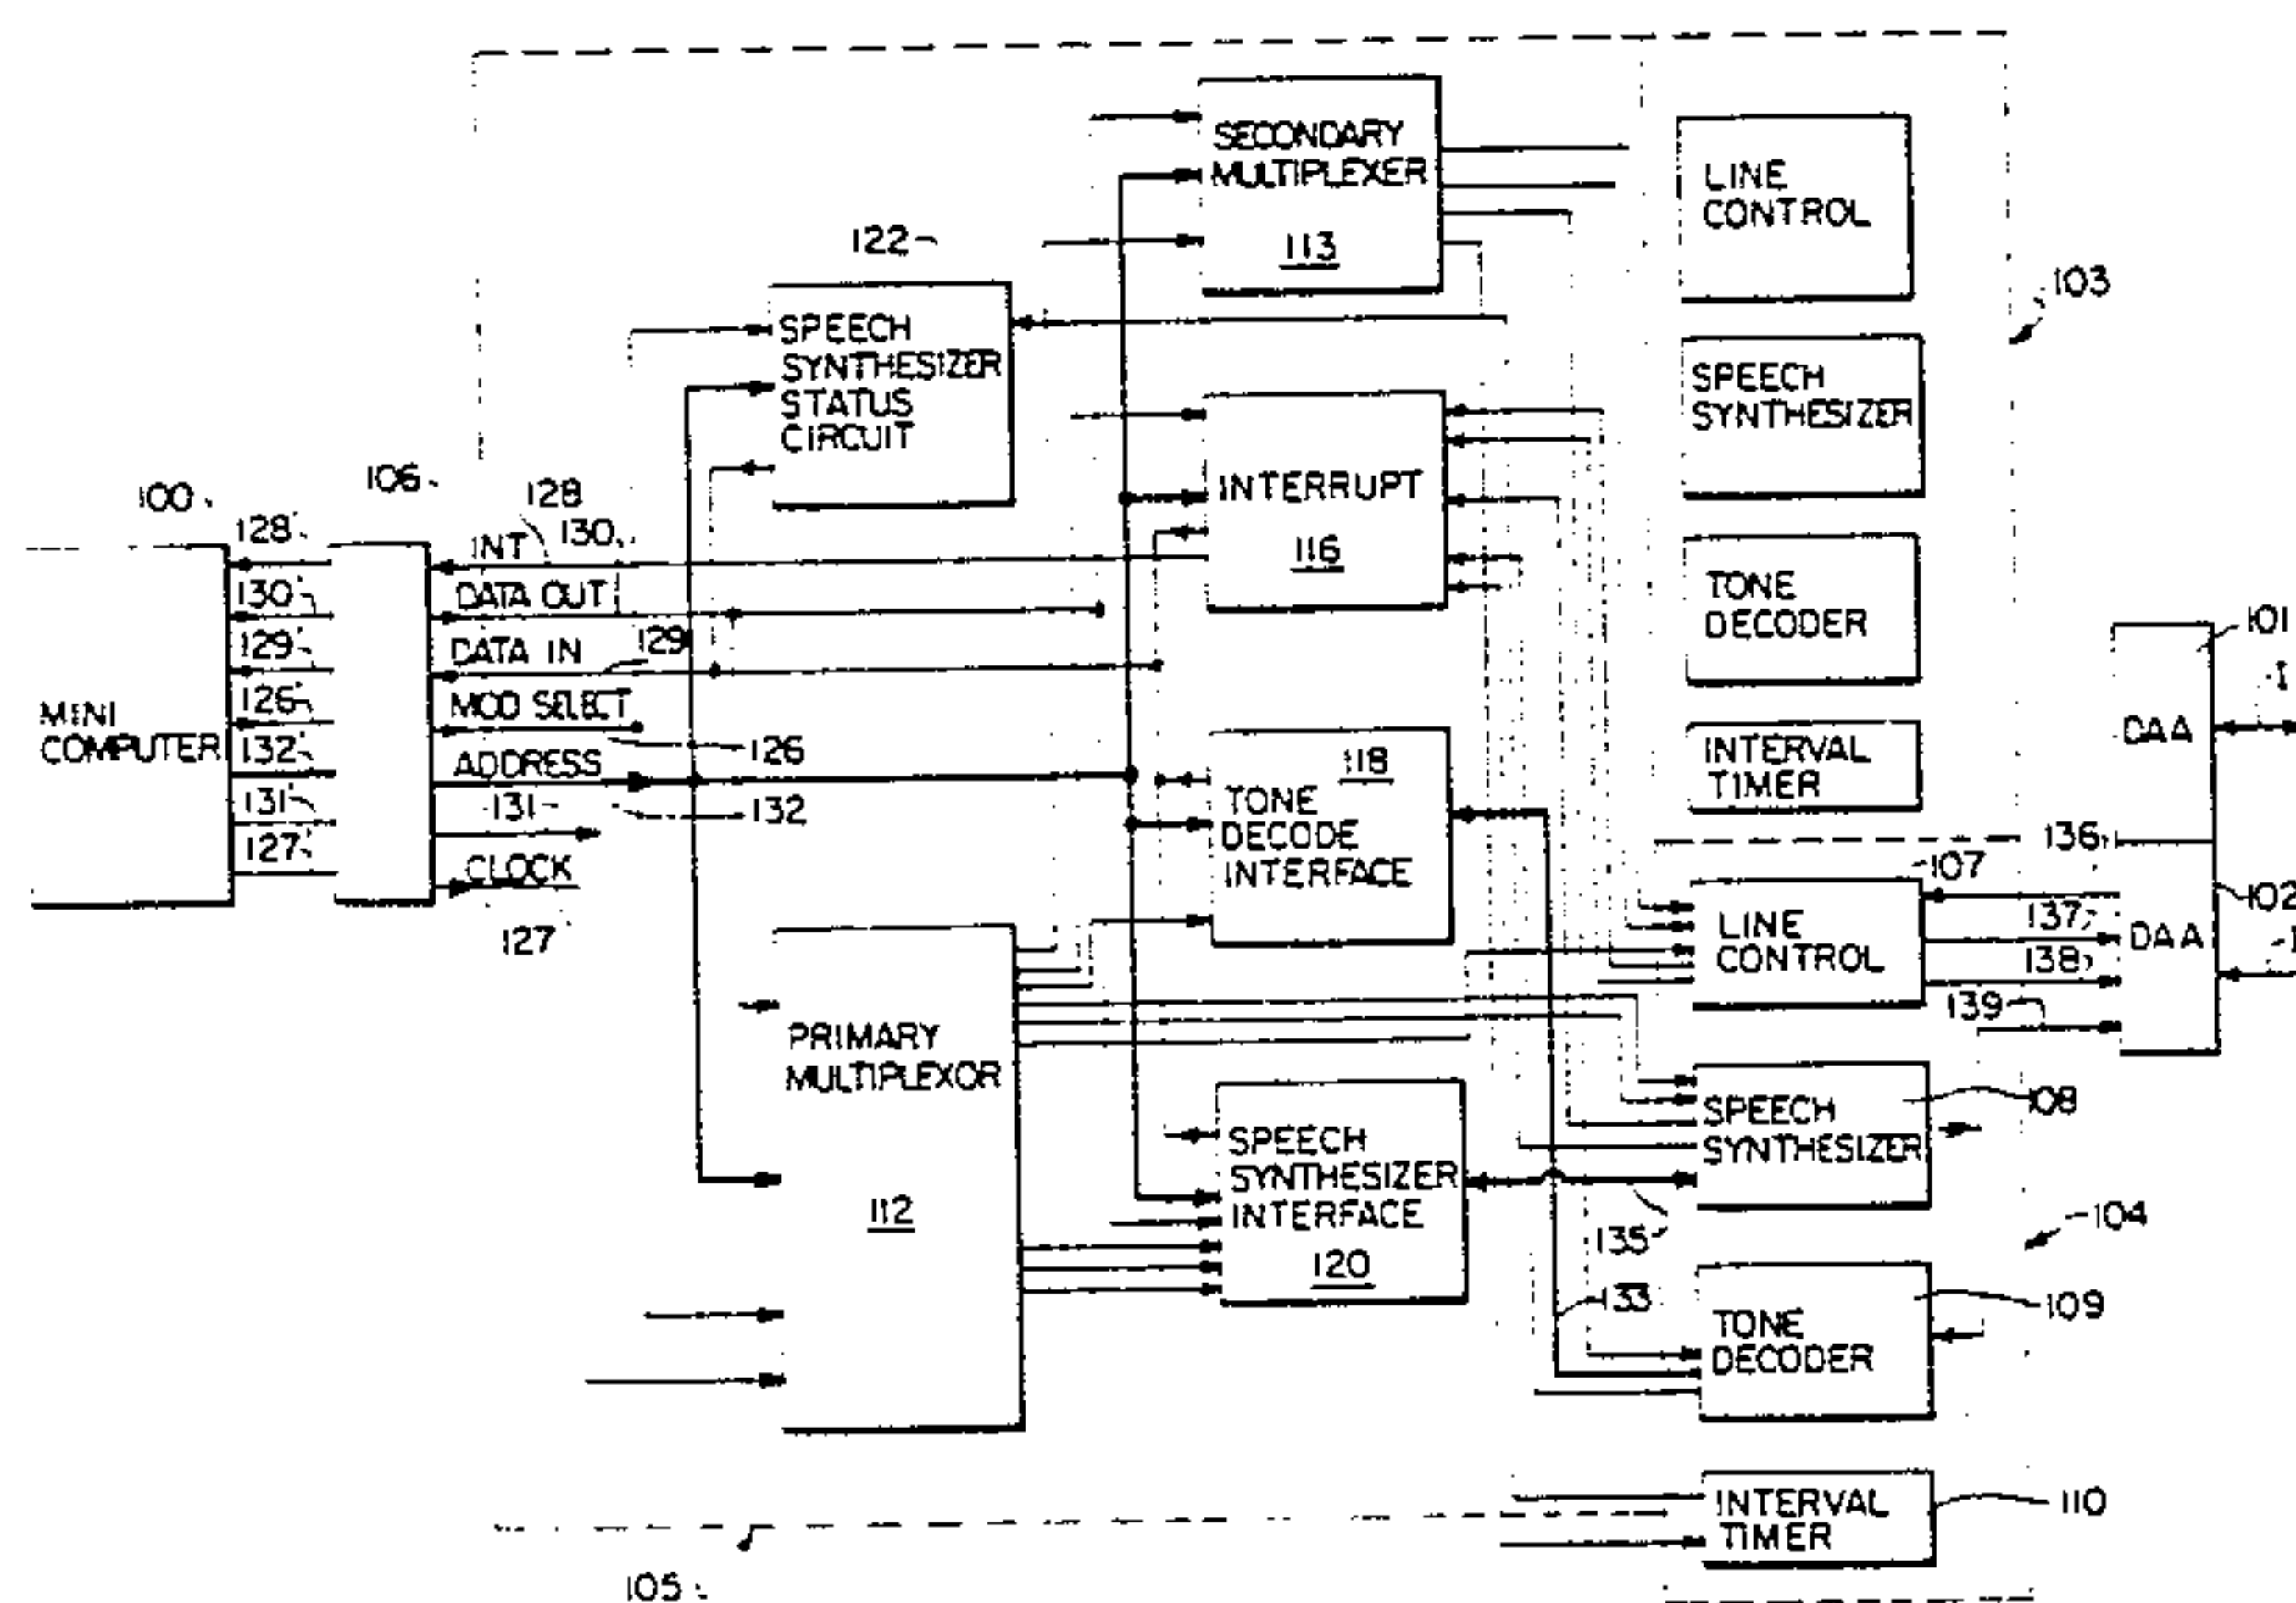 SECONDARY
MULTIPLEXER
113
LINE
CONTROL
122
103
SPEECH
SYNTHESIZER
STATUS
CIRCUIT
SPEECH
SYNTHESIZER
100
106
128
130
INTERRUPT
116
128'
INT
130'
DATA OUT
129'
DATA IN
129
126'
MOD SELECT
126
132'
ADDRESS
132
131'
131
127'
CLOCK
127
MINI
COMPUTER
TONE
DECODER
101
1
DAA
INTERVAL
TIMER
118
TONE
DECODE
INTERFACE
136
107
102
137
138
139
LINE
CONTROL
DAA
PRIMARY
MULTIPLEXOR
112
SPEECH
SYNTHESIZER
INTERFACE
120
SPEECH
SYNTHESIZER
108
135
104
133
TONE
DECODER
109
INTERVAL
TIMER
110
105